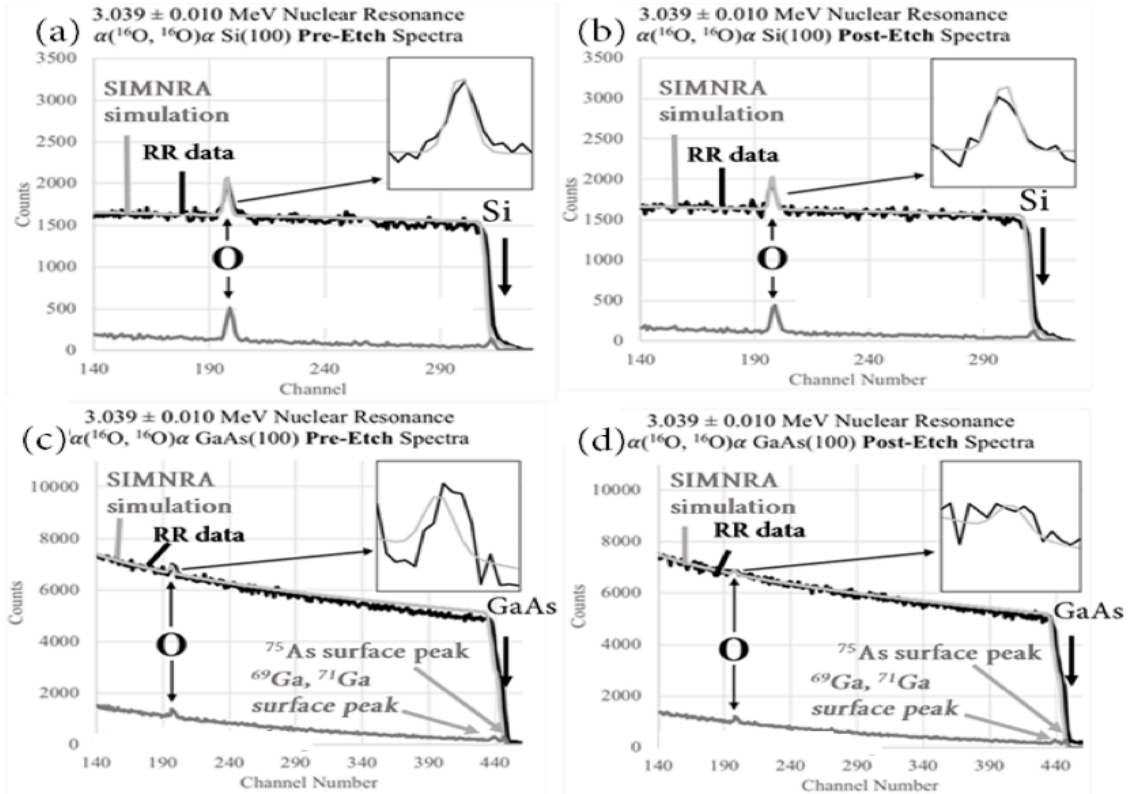 3.039 ± 0.010 MeV Nuclear Resonance
(a) α(¹⁶O, ¹⁶O)α Si(100) Pre-Etch Spectra
3500
3000
2500
2000
1500
1000
500
0
Counts
SIMNRA
simulation
RR data
Si
O
140 190 240 290
Channel
3.039 ± 0.010 MeV Nuclear Resonance
(b) α(¹⁶O, ¹⁶O)α Si(100) Post-Etch Spectra
3500
3000
2500
2000
1500
1000
500
0
Counts
SIMNRA
simulation
RR data
Si
O
140 190 240 290
Channel Number
3.039 ± 0.010 MeV Nuclear Resonance
(c) α(¹⁶O, ¹⁶O)α GaAs(100) Pre-Etch Spectra
10000
8000
6000
4000
2000
0
Counts
SIMNRA
simulation
RR data
GaAs
O
⁷⁵As surface peak
⁶⁹Ga, ⁷¹Ga
surface peak
140 190 240 290 340 390 440
Channel Number
3.039 ± 0.010 MeV Nuclear Resonance
(d) α(¹⁶O, ¹⁶O)α GaAs(100) Post-Etch Spectra
10000
8000
6000
4000
2000
0
Counts
SIMNRA
simulation
RR data
GaAs
O
⁷⁵As surface peak
⁶⁹Ga, ⁷¹Ga
surface peak
140 190 240 290 340 390 440
Channel Number